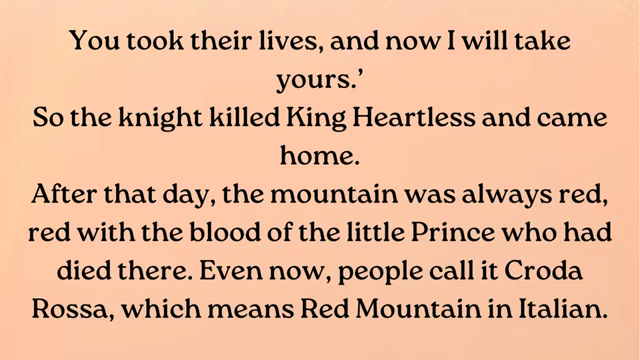 You took their lives, and now I will take
yours.’
So the knight killed King Heartless and came
home.
After that day, the mountain was always red,
red with the blood of the little Prince who had
died there. Even now, people call it Croda
Rossa, which means Red Mountain in Italian.